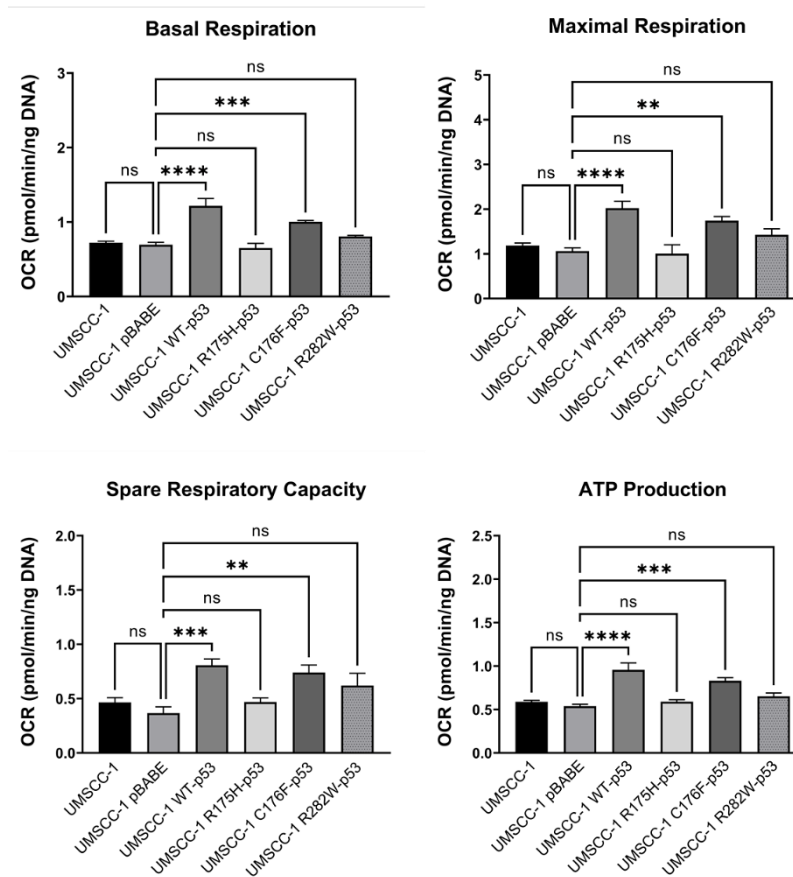 Basal Respiration
OCR (pmol/min/ng DNA)
3
2
1
0
ns
***
ns
ns
****
UMSCC-1
UMSCC-1 pBABE
UMSCC-1 WT-p53
UMSCC-1 R175H-p53
UMSCC-1 C176F-p53
UMSCC-1 R282W-p53
Maximal Respiration
OCR (pmol/min/ng DNA)
5
4
3
2
1
0
ns
**
ns
ns
****
UMSCC-1
UMSCC-1 pBABE
UMSCC-1 WT-p53
UMSCC-1 R175H-p53
UMSCC-1 C176F-p53
UMSCC-1 R282W-p53
Spare Respiratory Capacity
OCR (pmol/min/ng DNA)
2.0
1.5
1.0
0.5
0.0
ns
**
ns
ns
***
UMSCC-1
UMSCC-1 pBABE
UMSCC-1 WT-p53
UMSCC-1 R175H-p53
UMSCC-1 C176F-p53
UMSCC-1 R282W-p53
ATP Production
OCR (pmol/min/ng DNA)
2.5
2.0
1.5
1.0
0.5
0.0
ns
***
ns
ns
****
UMSCC-1
UMSCC-1 pBABE
UMSCC-1 WT-p53
UMSCC-1 R175H-p53
UMSCC-1 C176F-p53
UMSCC-1 R282W-p53